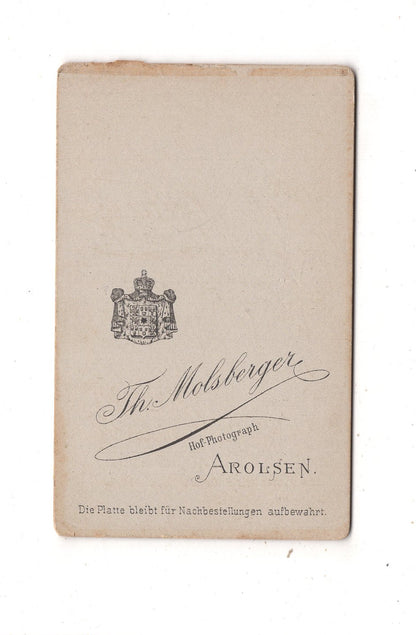 Th. Molsberger
Hof-Photograph
AROLSEN.
Die Platte bleibt für Nachbestellungen aufbewahrt.